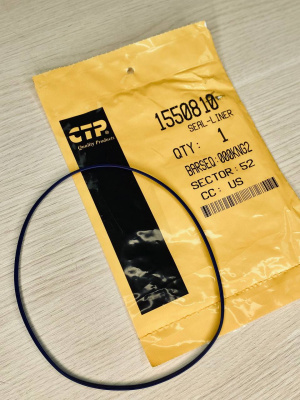 CTP®
Quality Products
1550810
SEAL-LINER
QTY: 1
BARSEQ:000KNG2
SECTOR:52
CC: US